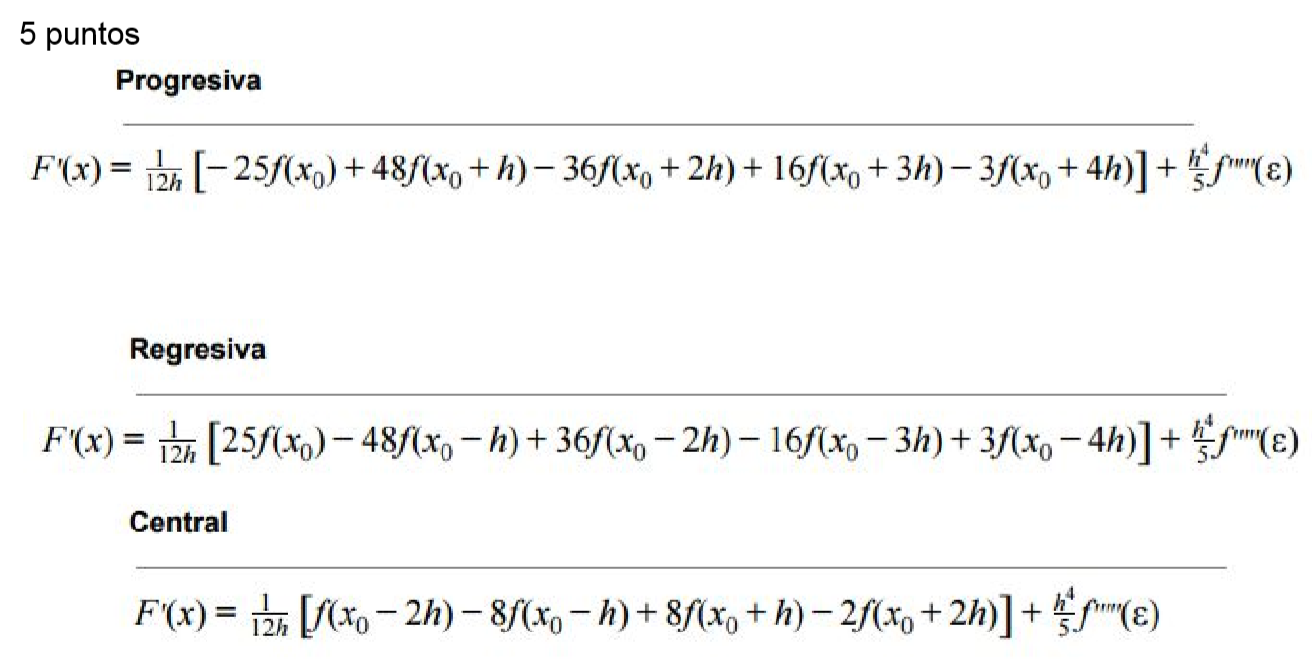 5 puntos
Progresiva
F'(x) = 1/12h [− 25f(x₀) + 48f(x₀ + h) − 36f(x₀ + 2h) + 16f(x₀ + 3h) − 3f(x₀ + 4h)] + h⁴/5 f'''''(ε)
Regresiva
F'(x) = 1/12h [25f(x₀) − 48f(x₀ − h) + 36f(x₀ − 2h) − 16f(x₀ − 3h) + 3f(x₀ − 4h)] + h⁴/5 f'''''(ε)
Central
F'(x) = 1/12h [f(x₀ − 2h) − 8f(x₀ − h) + 8f(x₀ + h) − 2f(x₀ + 2h)] + h⁴/5 f'''''(ε)